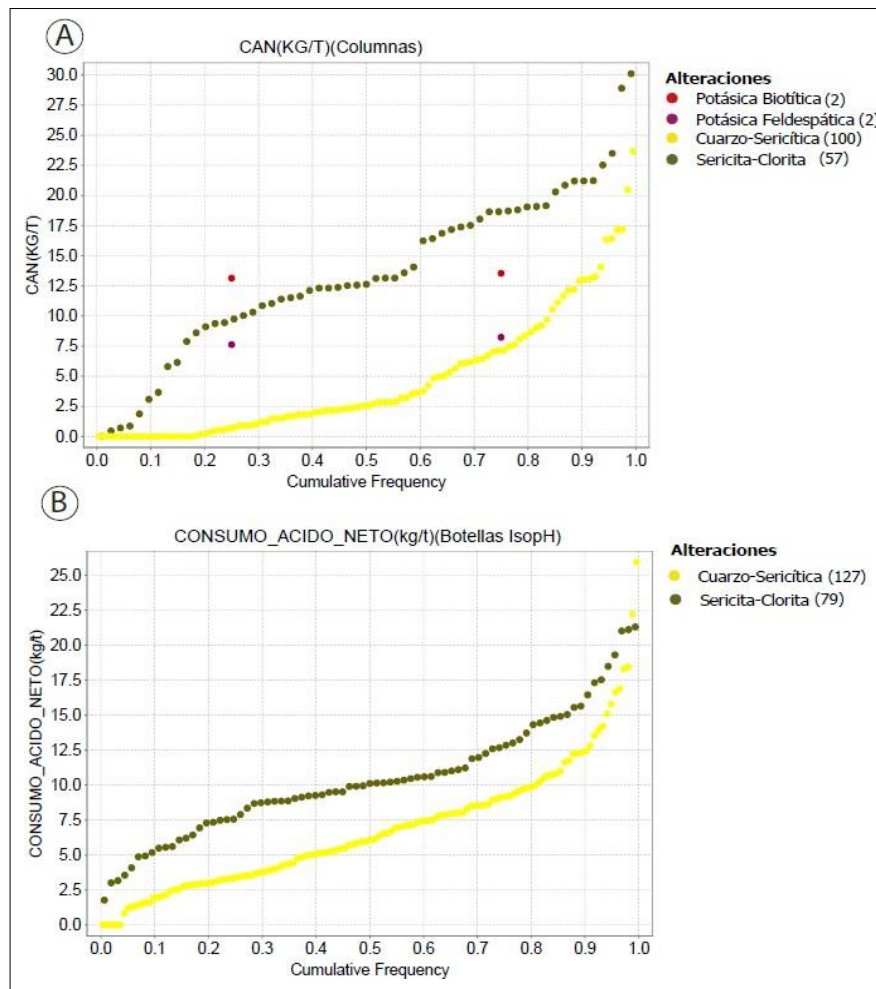 A
CAN(KG/T)(Columnas)
CAN(KG/T)
30.0
27.5
25.0
22.5
20.0
17.5
15.0
12.5
10.0
7.5
5.0
2.5
0.0
0.0 0.1 0.2 0.3 0.4 0.5 0.6 0.7 0.8 0.9 1.0
Cumulative Frequency
Alteraciones
Potásica Biotítica (2)
Potásica Feldespática (2)
Cuarzo-Sericítica (100)
Sericita-Clorita (57)
B
CONSUMO_ACIDO_NETO(kg/t)(Botellas IsopH)
CONSUMO_ACIDO_NETO(kg/t)
25.0
22.5
20.0
17.5
15.0
12.5
10.0
7.5
5.0
2.5
0.0
0.0 0.1 0.2 0.3 0.4 0.5 0.6 0.7 0.8 0.9 1.0
Cumulative Frequency
Alteraciones
Cuarzo-Sericítica (127)
Sericita-Clorita (79)